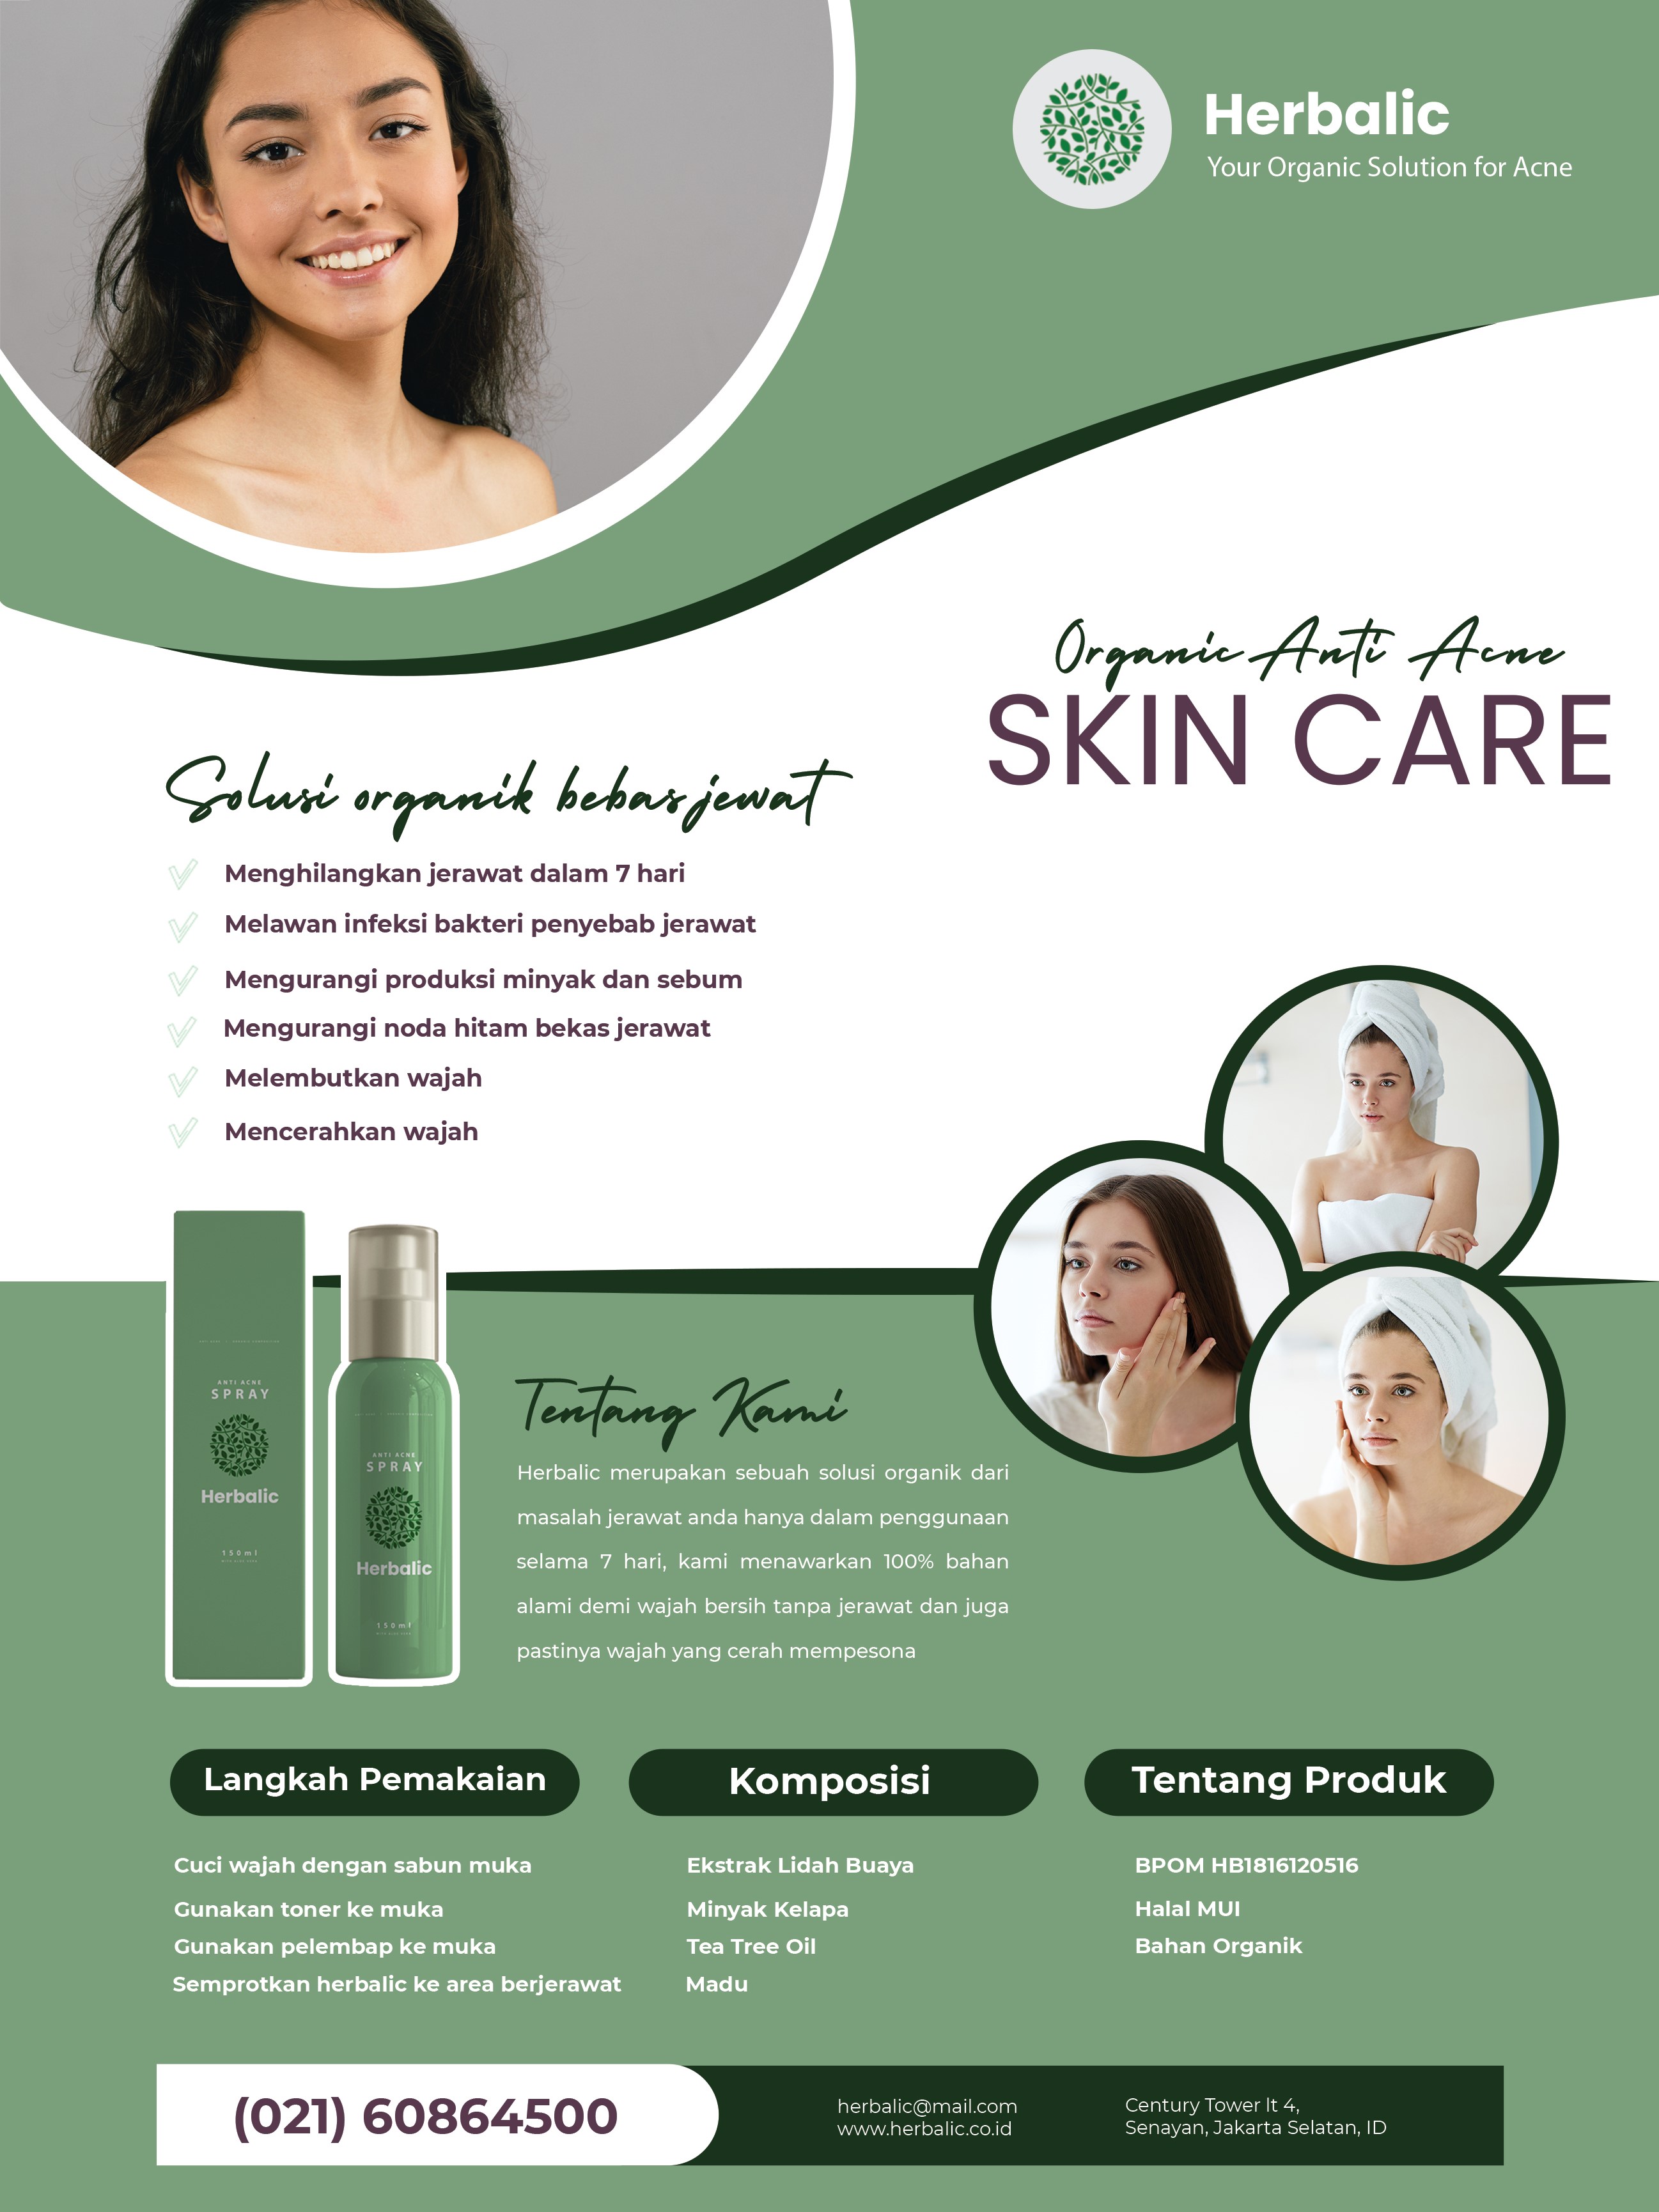 Herbalic
Your Organic Solution for Acne
Organic Anti Acne
SKIN CARE
Solusi organik bebas jewat
Menghilangkan jerawat dalam 7 hari
Melawan infeksi bakteri penyebab jerawat
Mengurangi produksi minyak dan sebum
Mengurangi noda hitam bekas jerawat
Melembutkan wajah
Mencerahkan wajah
ANTI ACNE
SPRAY
Herbalic
150ml
ANTI ACNE
SPRAY
Herbalic
150ml
Tentang Kami
Herbalic merupakan sebuah solusi organik dari
masalah jerawat anda hanya dalam penggunaan
selama 7 hari, kami menawarkan 100% bahan
alami demi wajah bersih tanpa jerawat dan juga
pastinya wajah yang cerah mempesona
Langkah Pemakaian
Cuci wajah dengan sabun muka
Gunakan toner ke muka
Gunakan pelembap ke muka
Semprotkan herbalic ke area berjerawat
Komposisi
Ekstrak Lidah Buaya
Minyak Kelapa
Tea Tree Oil
Madu
Tentang Produk
BPOM HB1816120516
Halal MUI
Bahan Organik
(021) 60864500
herbalic@mail.com
www.herbalic.co.id
Century Tower lt 4,
Senayan, Jakarta Selatan, ID